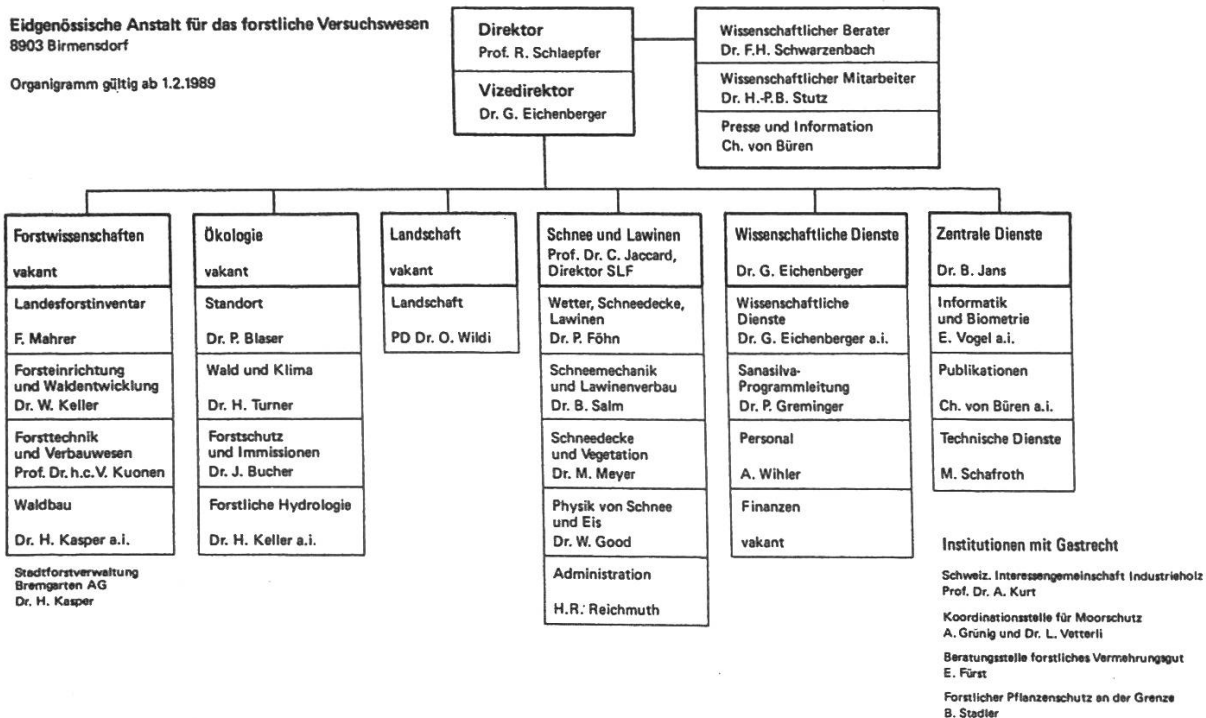 Eidgenössische Anstalt für das forstliche Versuchswesen
8903 Birmensdorf
Organigramm gültig ab 1.2.1989
Direktor
Prof. R. Schlaepfer
Vizedirektor
Dr. G. Eichenberger
Wissenschaftlicher Berater
Dr. F.H. Schwarzenbach
Wissenschaftlicher Mitarbeiter
Dr. H.-P.B. Stutz
Presse und Information
Ch. von Büren
Forstwissenschaften
vakant
Landesforstinventar
F. Mahrer
Forsteinrichtung
und Waldentwicklung
Dr. W. Keller
Forsttechnik
und Verbauwesen
Prof. Dr. h.c.V. Kuonen
Waldbau
Dr. H. Kasper a.i.
Stadtforstverwaltung
Bremgarten AG
Dr. H. Kasper
Ökologie
vakant
Standort
Dr. P. Blaser
Wald und Klima
Dr. H. Turner
Forstschutz
und Immissionen
Dr. J. Bucher
Forstliche Hydrologie
Dr. H. Keller a.i.
Landschaft
vakant
Landschaft
PD Dr. O. Wildi
Schnee und Lawinen
Prof. Dr. C. Jaccard,
Direktor SLF
Wetter, Schneedecke,
Lawinen
Dr. P. Föhn
Schneemechanik
und Lawinenverbau
Dr. B. Salm
Schneedecke
und Vegetation
Dr. M. Meyer
Physik von Schnee
und Eis
Dr. W. Good
Administration
H.R. Reichmuth
Wissenschaftliche Dienste
Dr. G. Eichenberger
Wissenschaftliche
Dienste
Dr. G. Eichenberger a.i.
Sanasilva-
Programmleitung
Dr. P. Greminger
Personal
A. Wihler
Finanzen
vakant
Zentrale Dienste
Dr. B. Jans
Informatik
und Biometrie
E. Vogel a.i.
Publikationen
Ch. von Büren a.i.
Technische Dienste
M. Schafroth
Institutionen mit Gastrecht
Schweiz. Interessengemeinschaft Industrieholz
Prof. Dr. A. Kurt
Koordinationsstelle für Moorschutz
A. Grünig und Dr. L. Vetterli
Beratungsstelle forstliches Vermehrungsgut
E. Fürst
Forstlicher Pflanzenschutz an der Grenze
B. Stadler